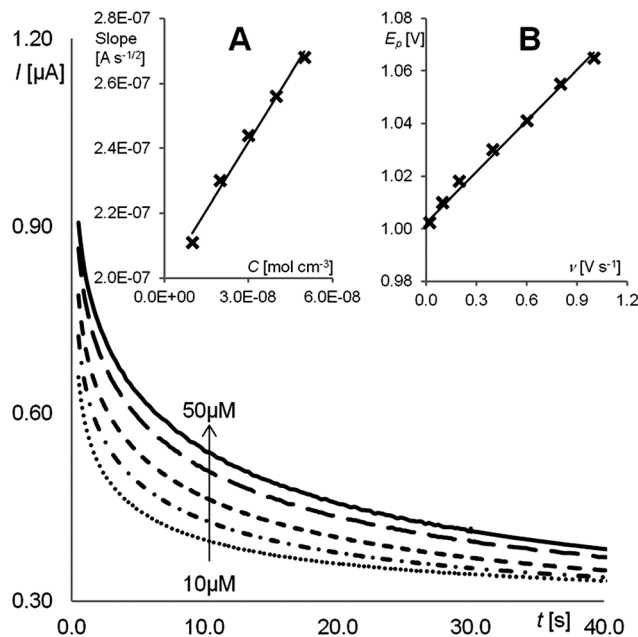 1.20
I [µA]
0.90
0.60
0.30
0.0
10.0
20.0
30.0
40.0
t [s]
50µM
10µM
A
Slope
[A s-1/2]
2.8E-07
2.6E-07
2.4E-07
2.2E-07
2.0E-07
0.0E+00
3.0E-08
6.0E-08
C [mol cm-3]
B
Ep [V]
1.08
1.06
1.04
1.02
1.00
0.98
0.0
0.3
0.6
0.9
1.2
ν [V s-1]